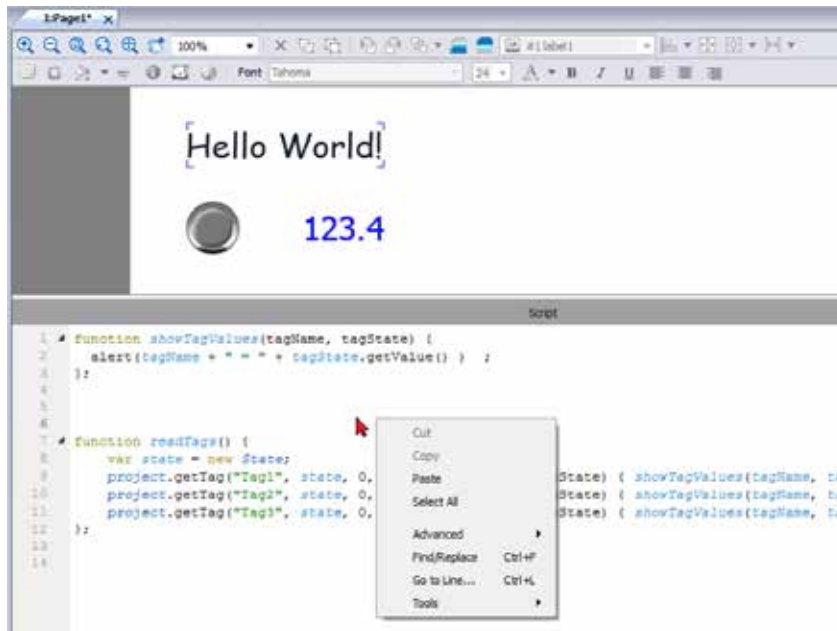 1:Page1* x
100% #1 label1
Font Tahoma 24 A B I U
Hello World!
123.4
Script
1 function showTagValues(tagName, tagState) {
2 alert(tagName + " = " + tagState.getValue() ) ;
3 };
4
5
6
7 function readTags() {
8 var state = new State;
9 project.getTag("Tag1", state, 0, State) { showTagValues(tagName,
10 project.getTag("Tag2", state, 0, State) { showTagValues(tagName,
11 project.getTag("Tag3", state, 0, State) { showTagValues(tagName,
12 };
13
14
Cut
Copy
Paste
Select All
Advanced
Find/Replace Ctrl+F
Go to Line... Ctrl+L
Tools